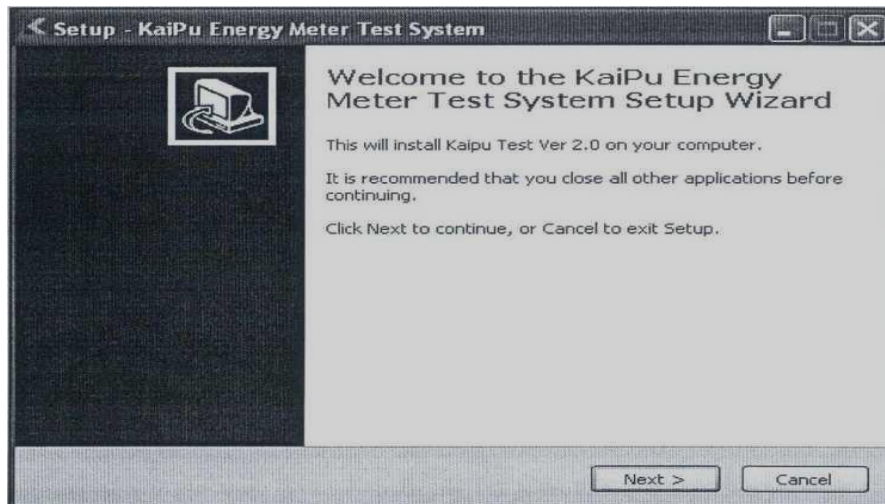 Setup - KaiPu Energy Meter Test System
Welcome to the KaiPu Energy
Meter Test System Setup Wizard
This will install Kaipu Test Ver 2.0 on your computer.
It is recommended that you close all other applications before
continuing.
Click Next to continue, or Cancel to exit Setup.
Next >
Cancel